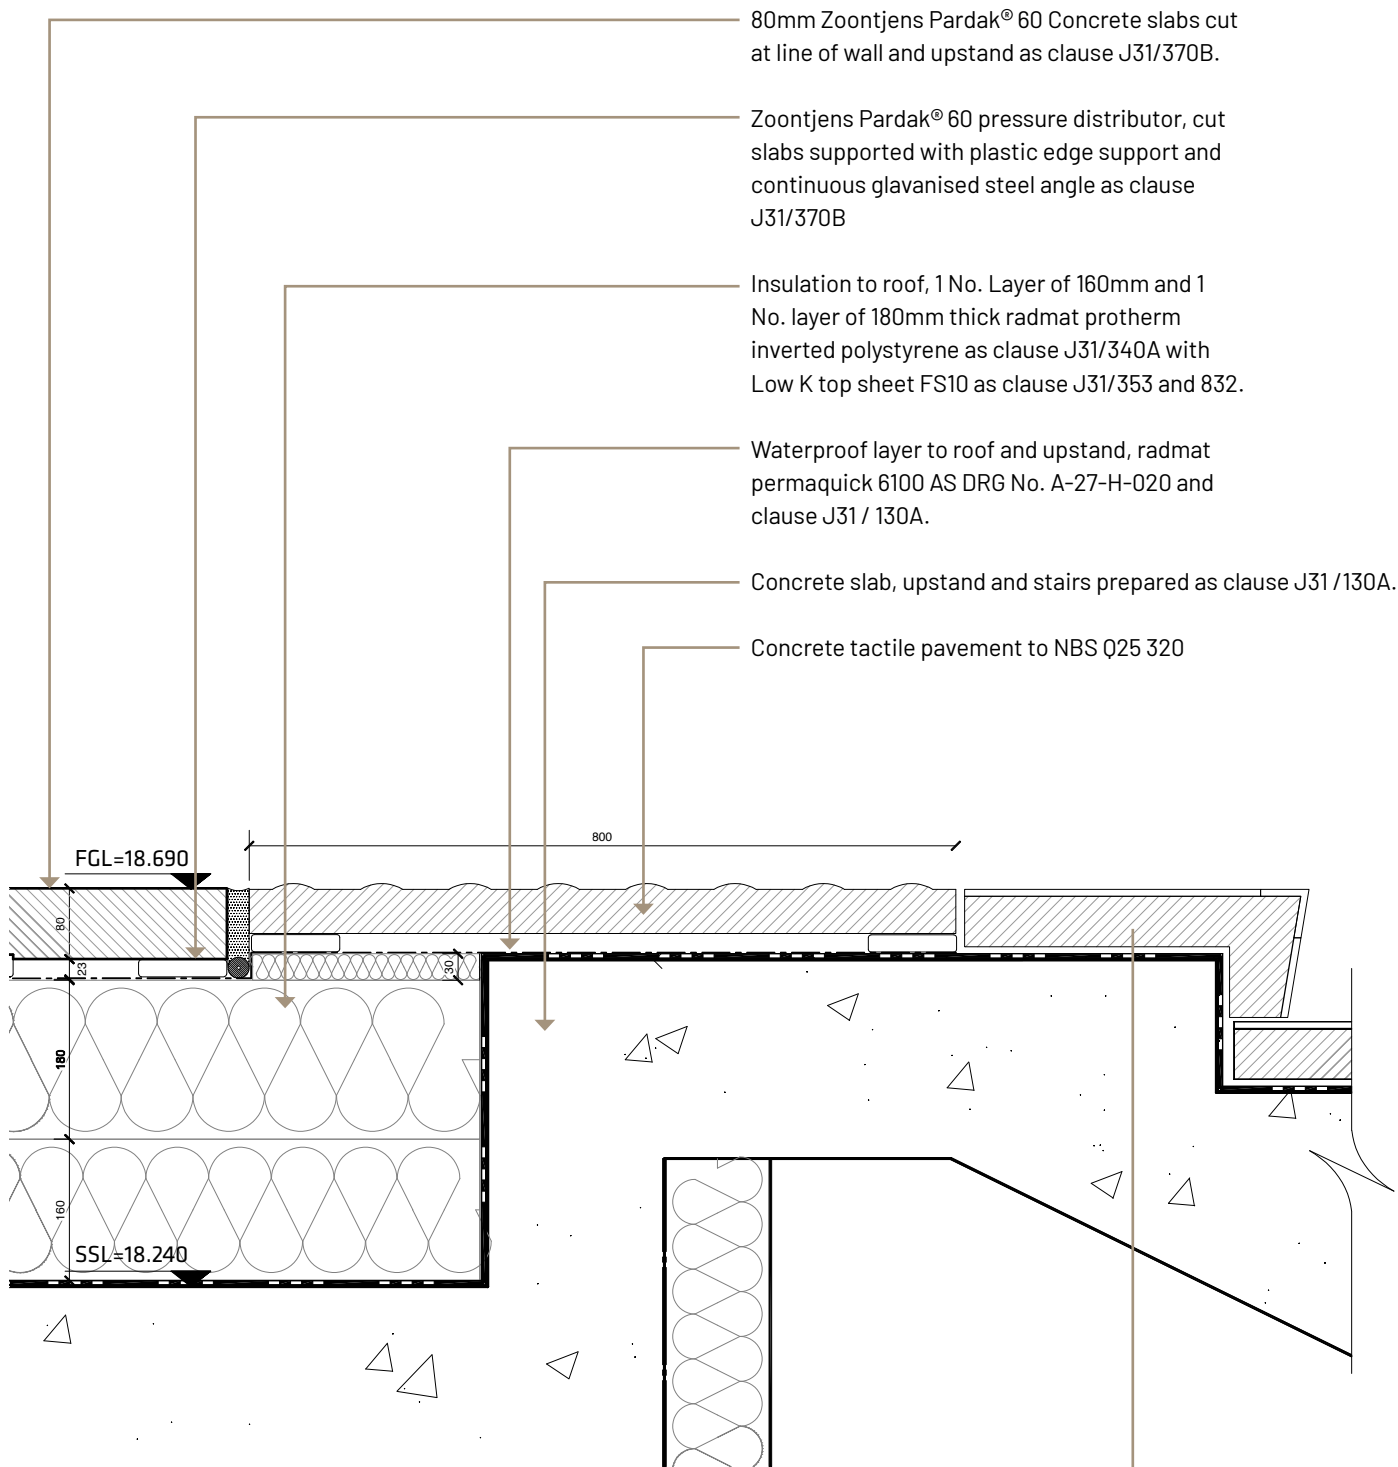 80mm Zoontjens Pardak® 60 Concrete slabs cut
at line of wall and upstand as clause J31/370B.
Zoontjens Pardak® 60 pressure distributor, cut
slabs supported with plastic edge support and
continuous glavanised steel angle as clause
J31/370B
Insulation to roof, 1 No. Layer of 160mm and 1
No. layer of 180mm thick radmat protherm
inverted polystyrene as clause J31/340A with
Low K top sheet FS10 as clause J31/353 and 832.
Waterproof layer to roof and upstand, radmat
permaquick 6100 AS DRG No. A-27-H-020 and
clause J31 / 130A.
Concrete slab, upstand and stairs prepared as clause J31 /130A.
Concrete tactile pavement to NBS Q25 320
800
FGL=18.690
80
23
30
180
160
SSL=18.240